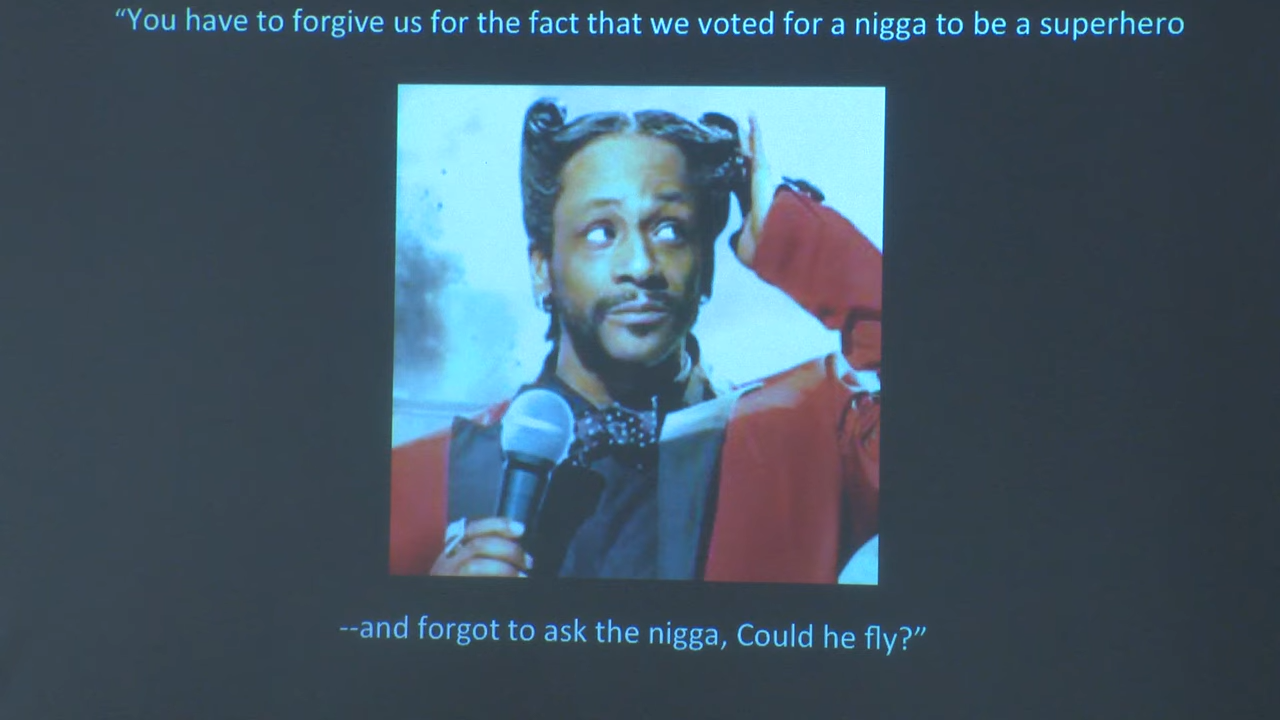 “You have to forgive us for the fact that we voted for a nigga to be a superhero
--and forgot to ask the nigga, Could he fly?”